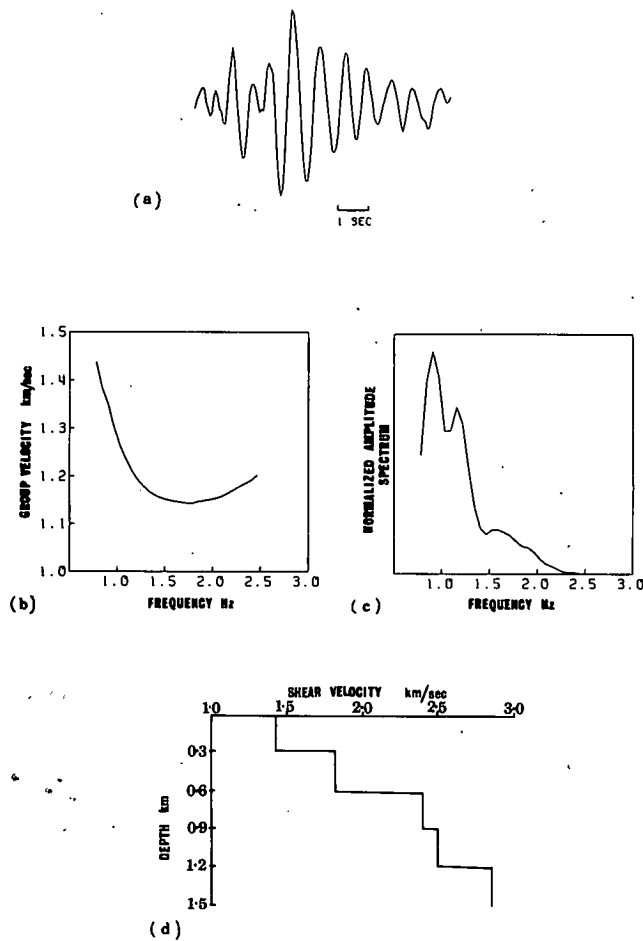 (a)
1 SEC
1.5
1.4
1.3
1.2
1.1
1.0
GROUP VELOCITY km/sec
1.0 1.5 2.0 2.5 3.0
(b) FREQUENCY Hz
NORMALIZED AMPLITUDE
SPECTRUM
1.0 1.5 2.0 2.5 3.0
(c) FREQUENCY Hz
SHEAR VELOCITY km/sec
1·0 1·5 2·0 2·5 3·0
0·3
0·6
0·9
1·2
1·5
DEPTH km
(d)